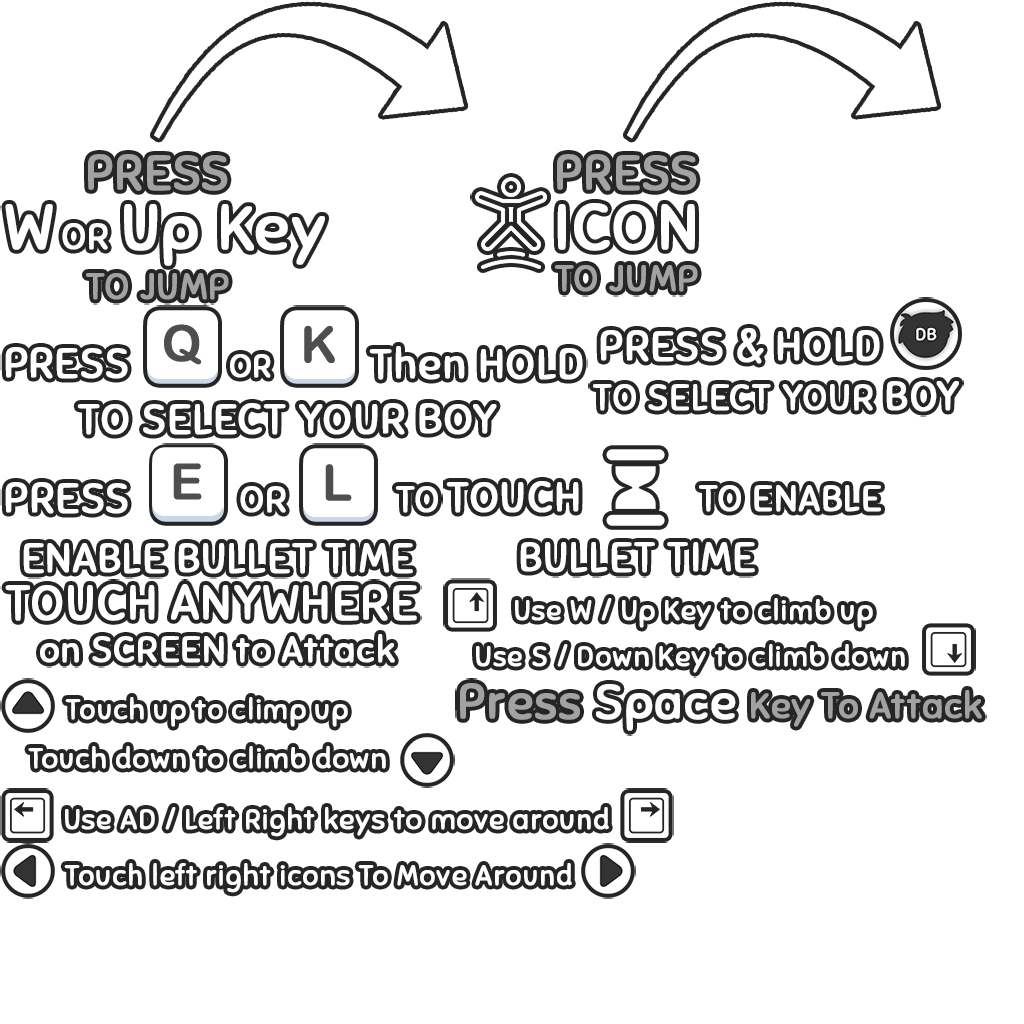 PRESS
W OR Up Key
TO JUMP
PRESS
ICON
TO JUMP
PRESS Q OR K Then HOLD
TO SELECT YOUR BOY
PRESS & HOLD DB
TO SELECT YOUR BOY
PRESS E OR L TO
ENABLE BULLET TIME
TOUCH TO ENABLE
BULLET TIME
TOUCH ANYWHERE
on SCREEN to Attack
Use W / Up Key to climb up
Use S / Down Key to climb down
Touch up to climp up
Press Space Key To Attack
Touch down to climb down
Use AD / Left Right keys to move around
Touch left right icons To Move Around